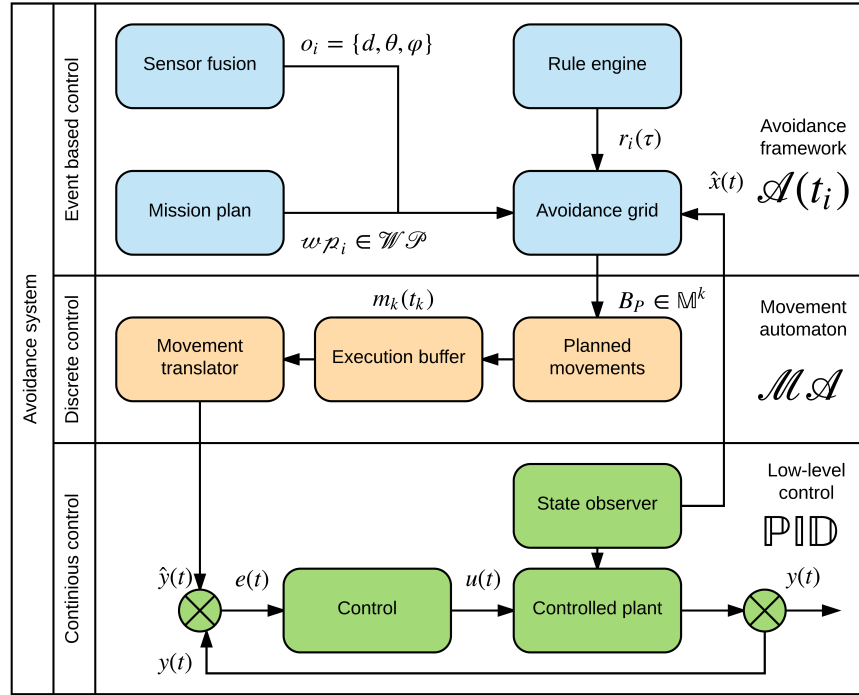 Avoidance system
Event based control
Sensor fusion
o_i = {d, θ, φ}
Rule engine
r_i(τ)
Avoidance
framework
𝒜(t_i)
Mission plan
wp_i ∈ 𝒲𝒫
Avoidance grid
x̂(t)
Discrete control
B_P ∈ 𝕄^k
m_k(t_k)
Movement
automaton
ℳ𝒜
Movement
translator
Execution buffer
Planned
movements
Continious control
State observer
Low-level
control
ℙ𝕀𝔻
ŷ(t)
e(t)
Control
u(t)
Controlled plant
y(t)
y(t)